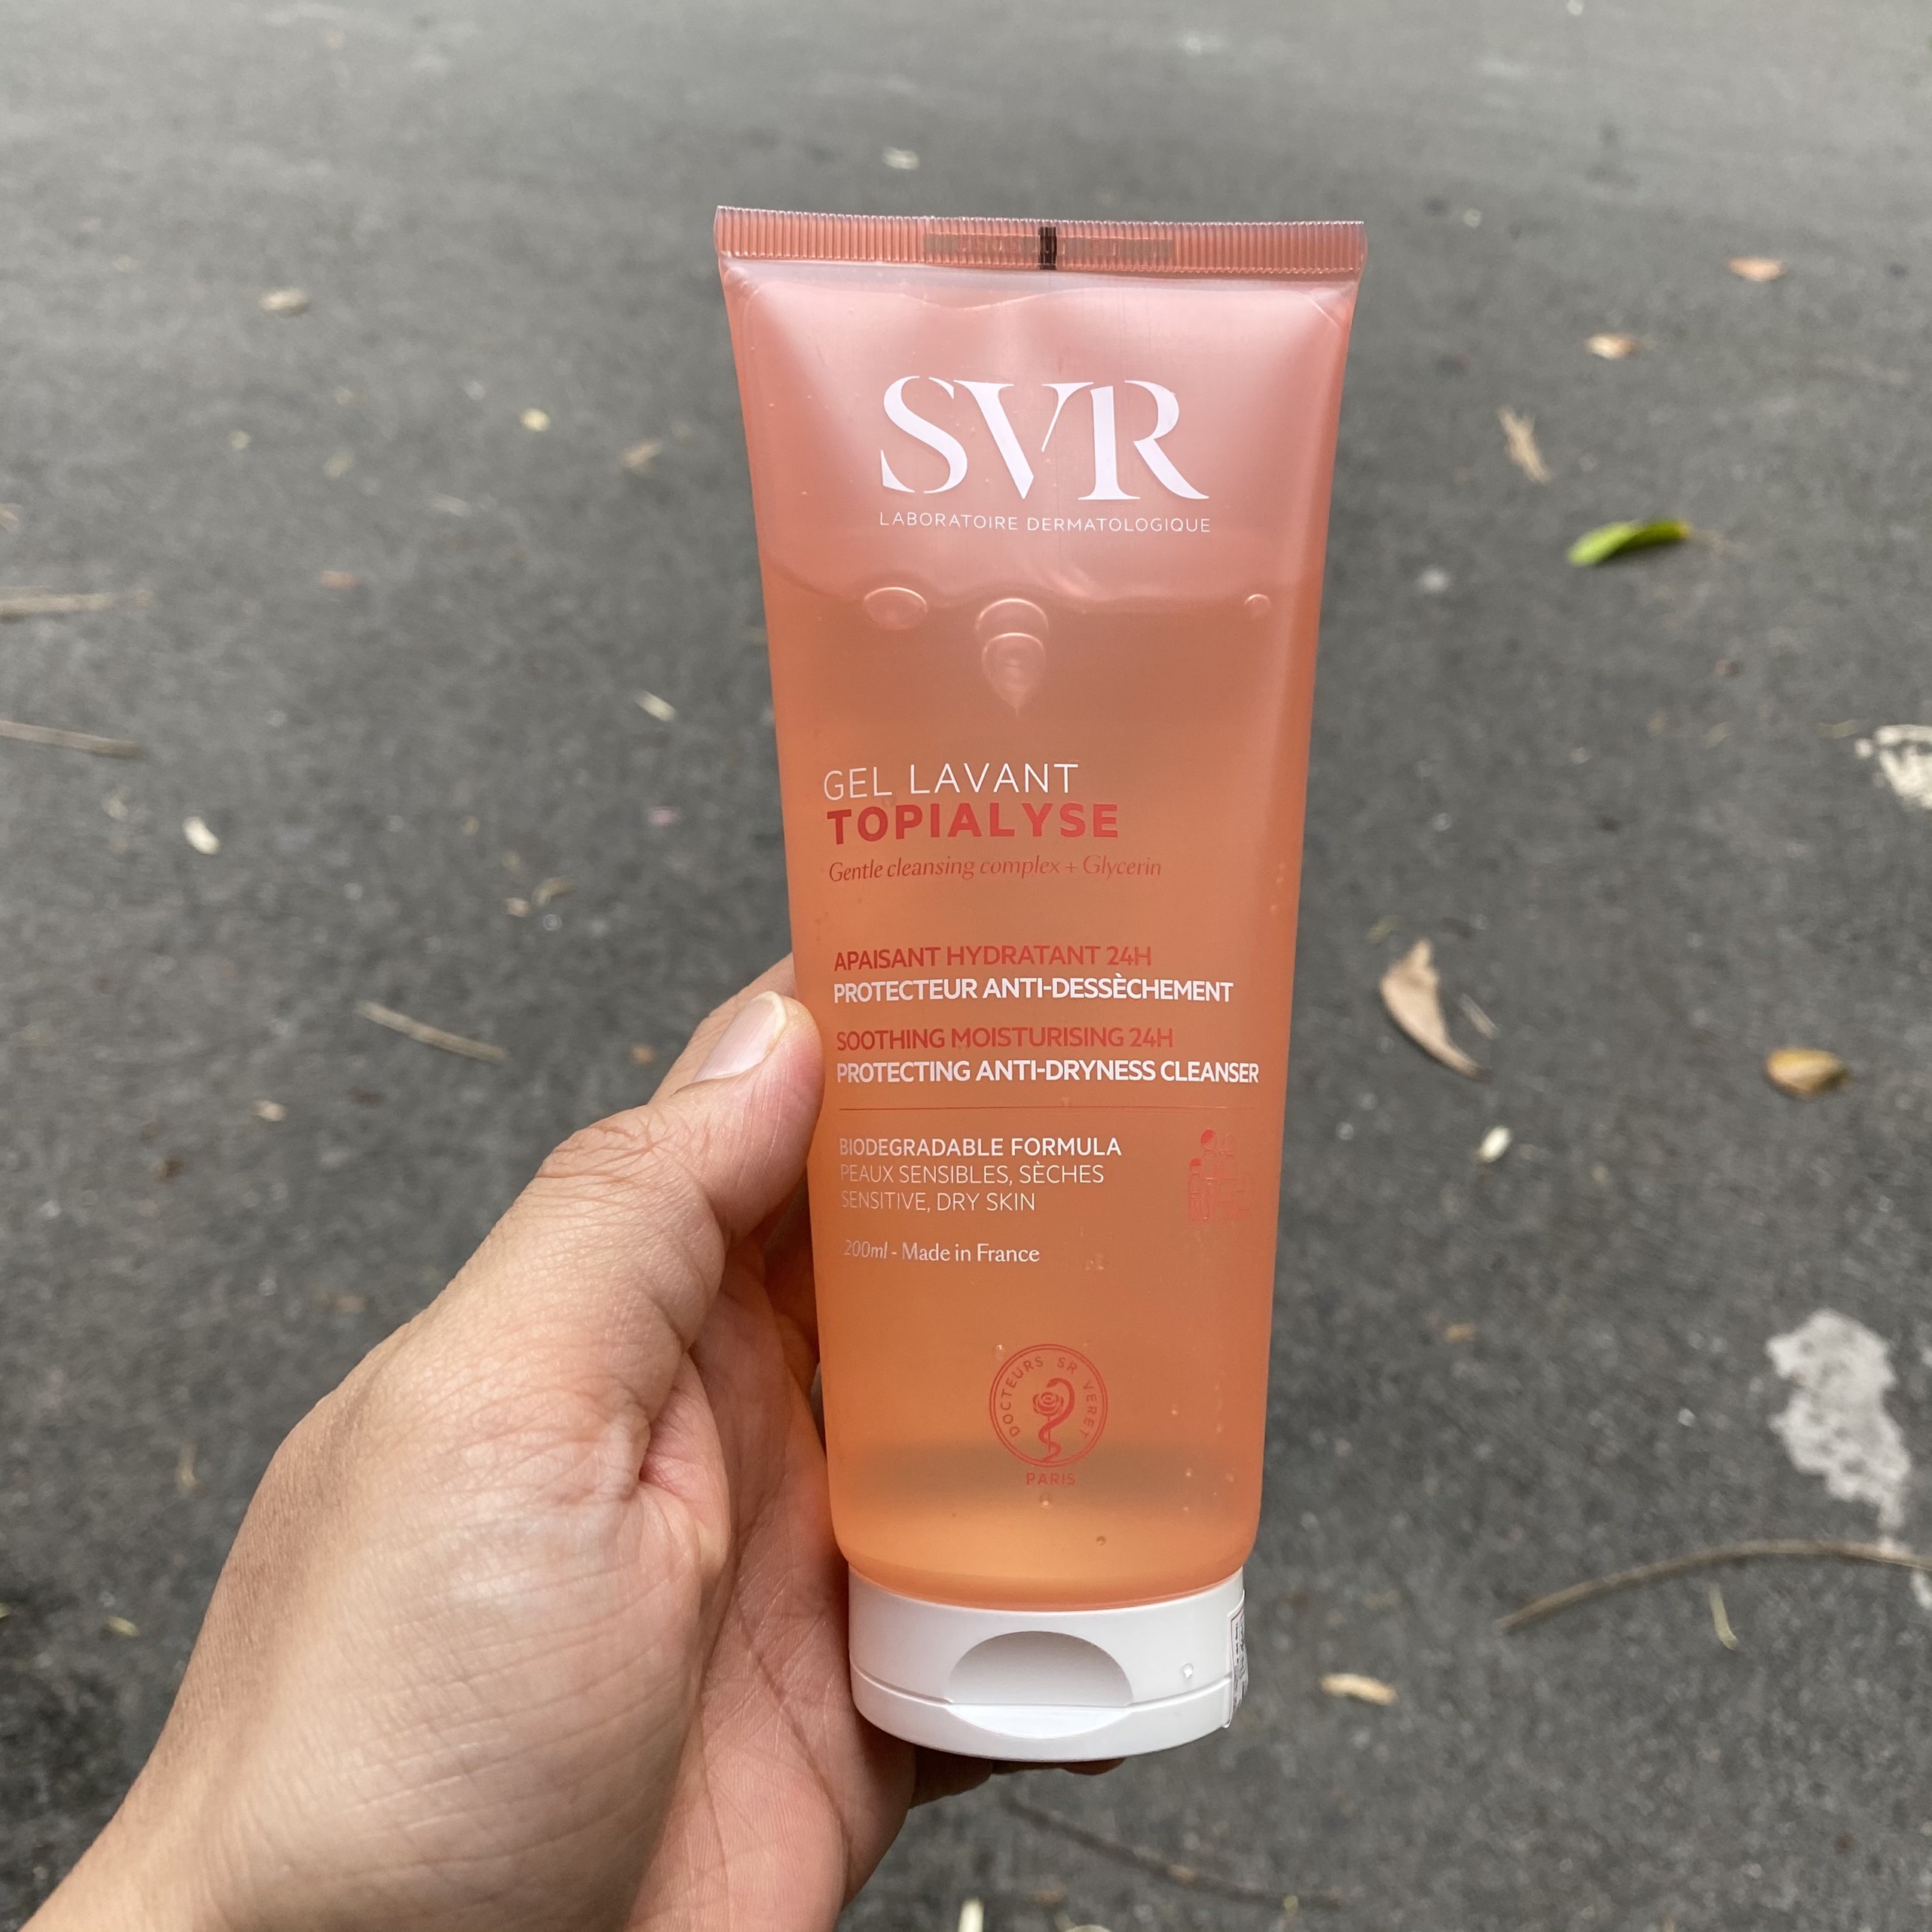 SVR
LABORATOIRE DERMATOLOGIQUE
GEL LAVANT
TOPIALYSE
Gentle cleansing complex + Glycerin
APAISANT HYDRATANT 24H
PROTECTEUR ANTI-DESSÈCHEMENT
SOOTHING MOISTURISING 24H
PROTECTING ANTI-DRYNESS CLEANSER
BIODEGRADABLE FORMULA
PEAUX SENSIBLES, SÈCHES
SENSITIVE, DRY SKIN
200ml - Made in France
DOCTEURS SR VERET
PARIS